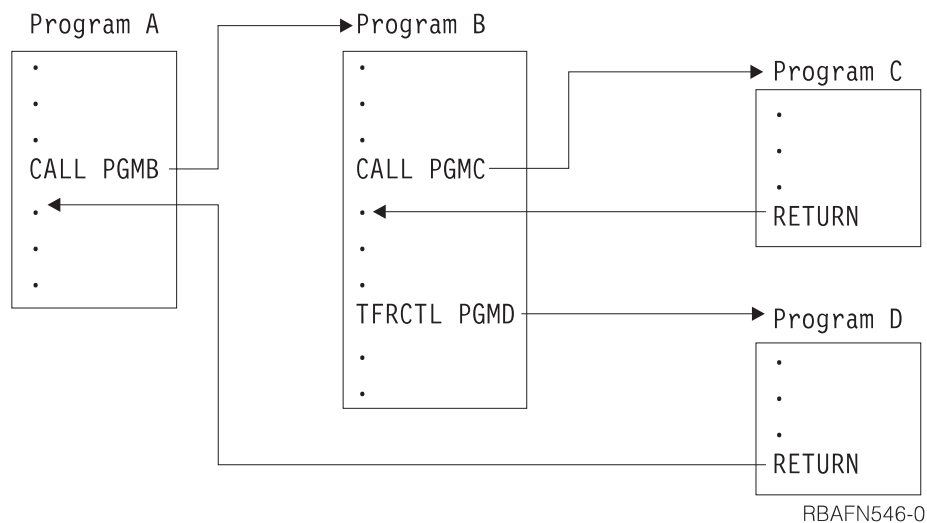 Program A
CALL PGMB
Program B
CALL PGMC
TFRCTL PGMD
Program C
RETURN
Program D
RETURN
RBAFN546-0